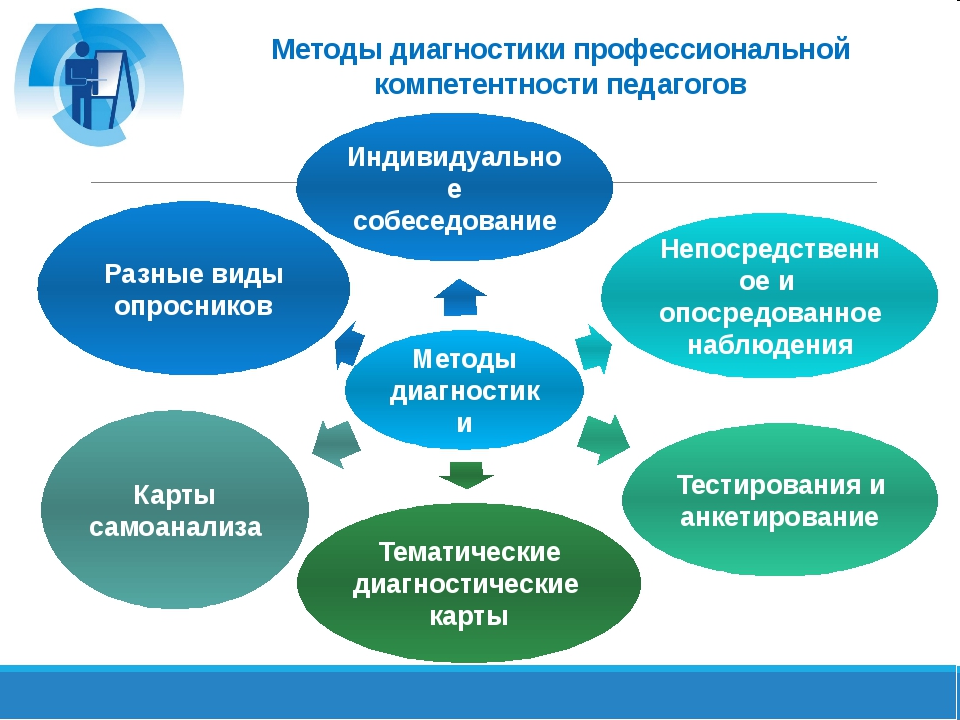 Методы диагностики профессиональной
компетентности педагогов
Индивидуально
е
собеседование
Разные виды
опросников
Непосредственн
ое и
опосредованное
наблюдения
Методы
диагностик
и
Карты
самоанализа
Тестирования и
анкетирование
Тематические
диагностические
карты